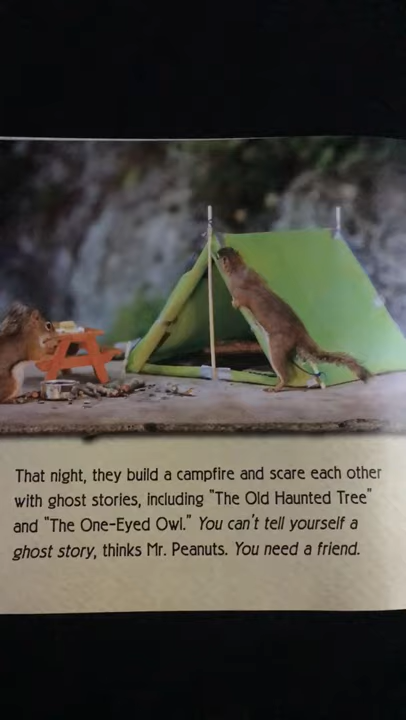 That night, they build a campfire and scare each other
with ghost stories, including "The Old Haunted Tree"
and "The One-Eyed Owl." You can't tell yourself a
ghost story, thinks Mr. Peanuts. You need a friend.